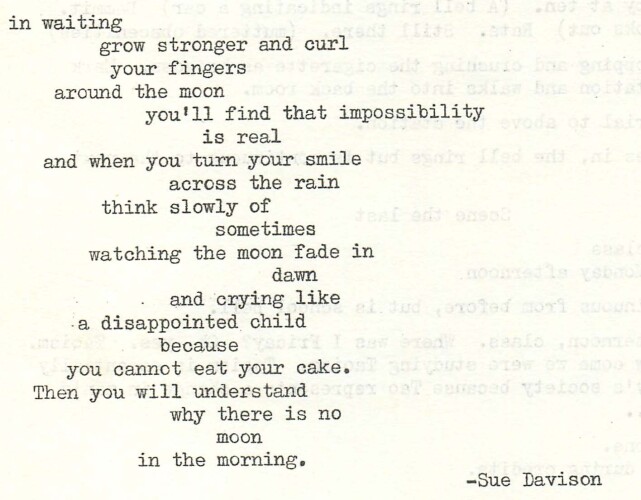 in waiting
grow stronger and curl
your fingers
around the moon
you'll find that impossibility
is real
and when you turn your smile
across the rain
think slowly of
sometimes
watching the moon fade in
dawn
and crying like
a disappointed child
because
you cannot eat your cake.
Then you will understand
why there is no
moon
in the morning.
-Sue Davison